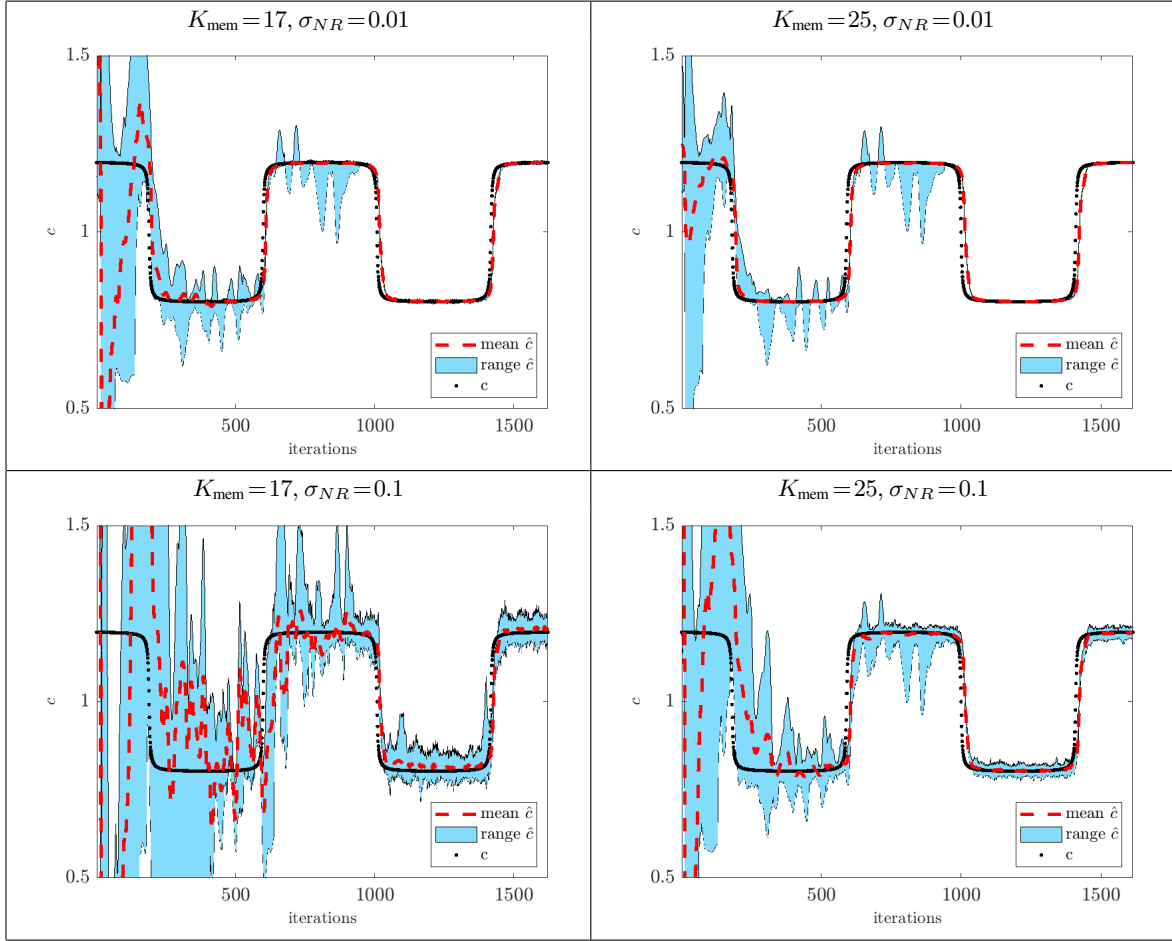 K_mem = 17, σ_NR = 0.01
1.5
c
1
0.5
500
1000
1500
iterations
mean ĉ
range ĉ
c
K_mem = 25, σ_NR = 0.01
1.5
c
1
0.5
500
1000
1500
iterations
mean ĉ
range ĉ
c
K_mem = 17, σ_NR = 0.1
1.5
c
1
0.5
500
1000
1500
iterations
mean ĉ
range ĉ
c
K_mem = 25, σ_NR = 0.1
1.5
c
1
0.5
500
1000
1500
iterations
mean ĉ
range ĉ
c